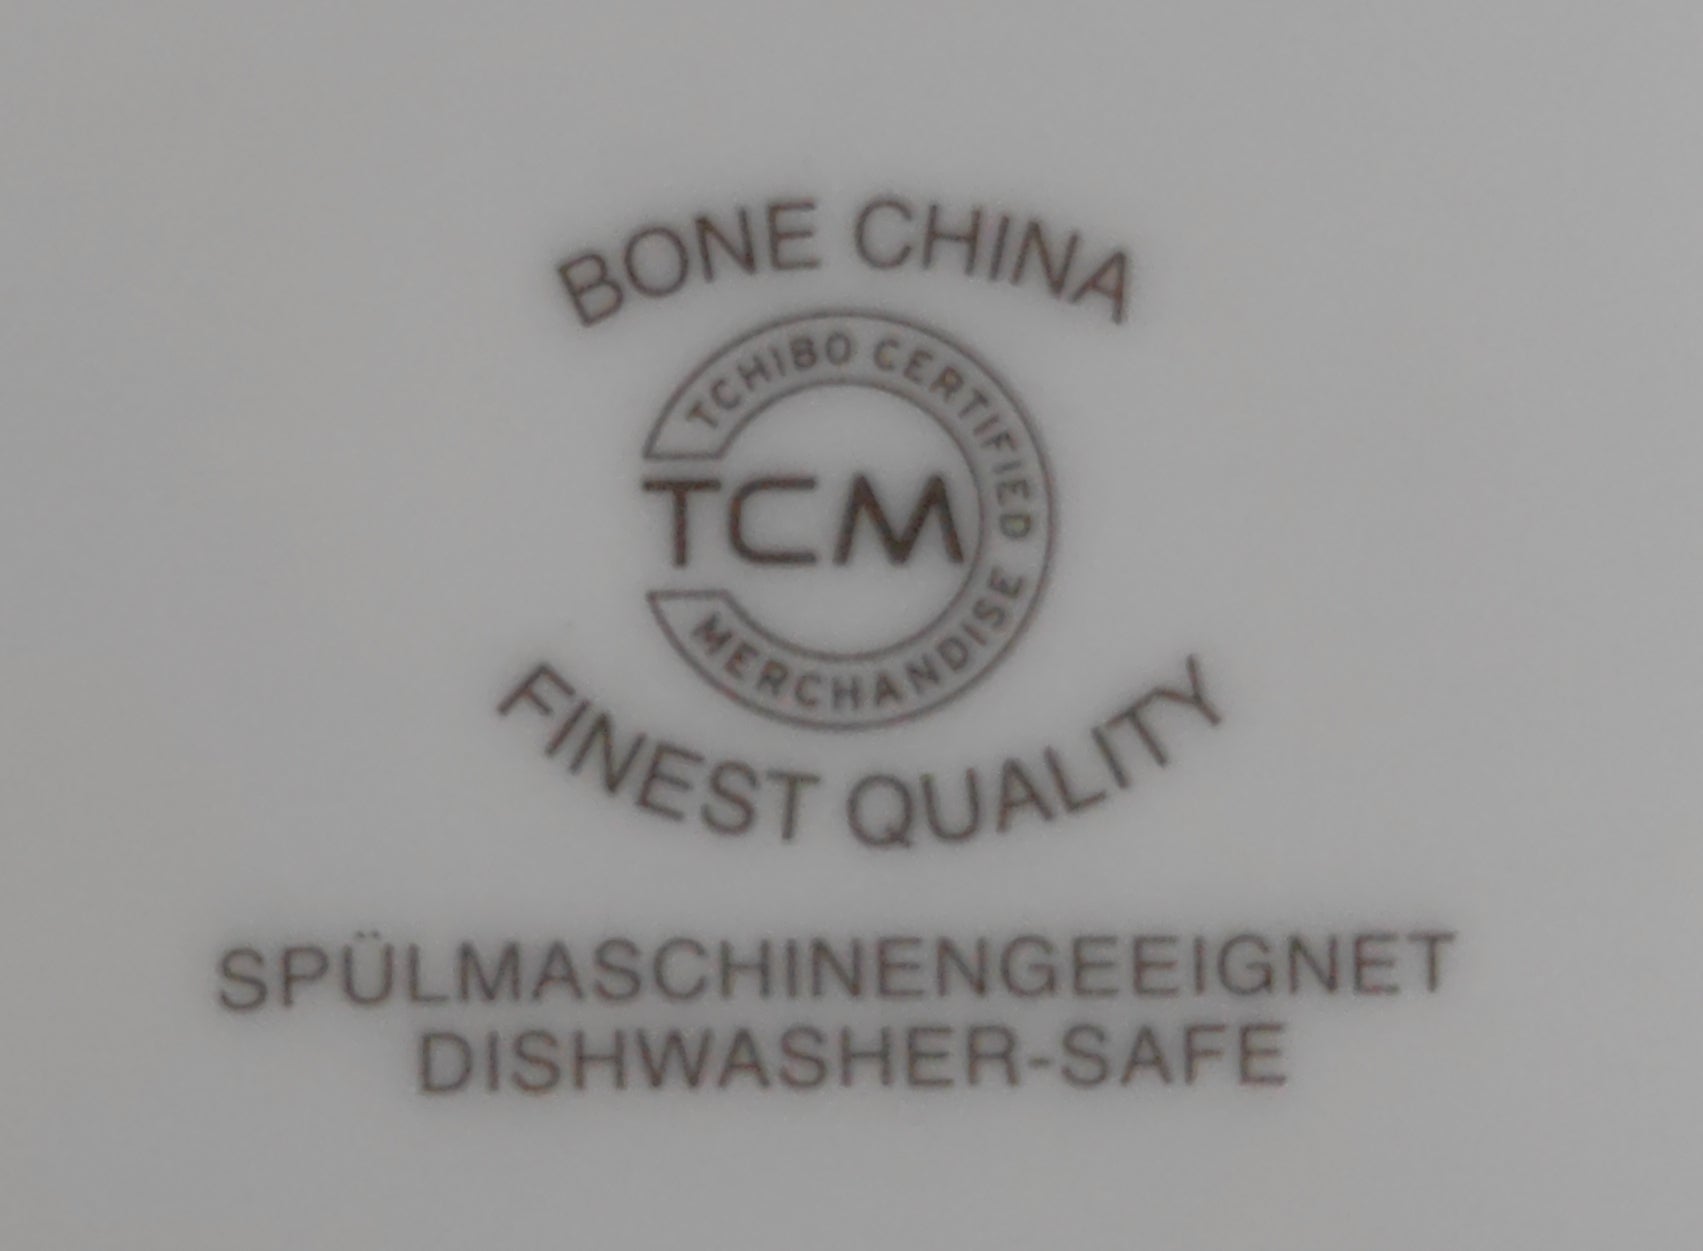 BONE CHINA
TCHIBO CERTIFIED MERCHANDISE
TCM
FINEST QUALITY
SPÜLMASCHINENGEEIGNET
DISHWASHER-SAFE